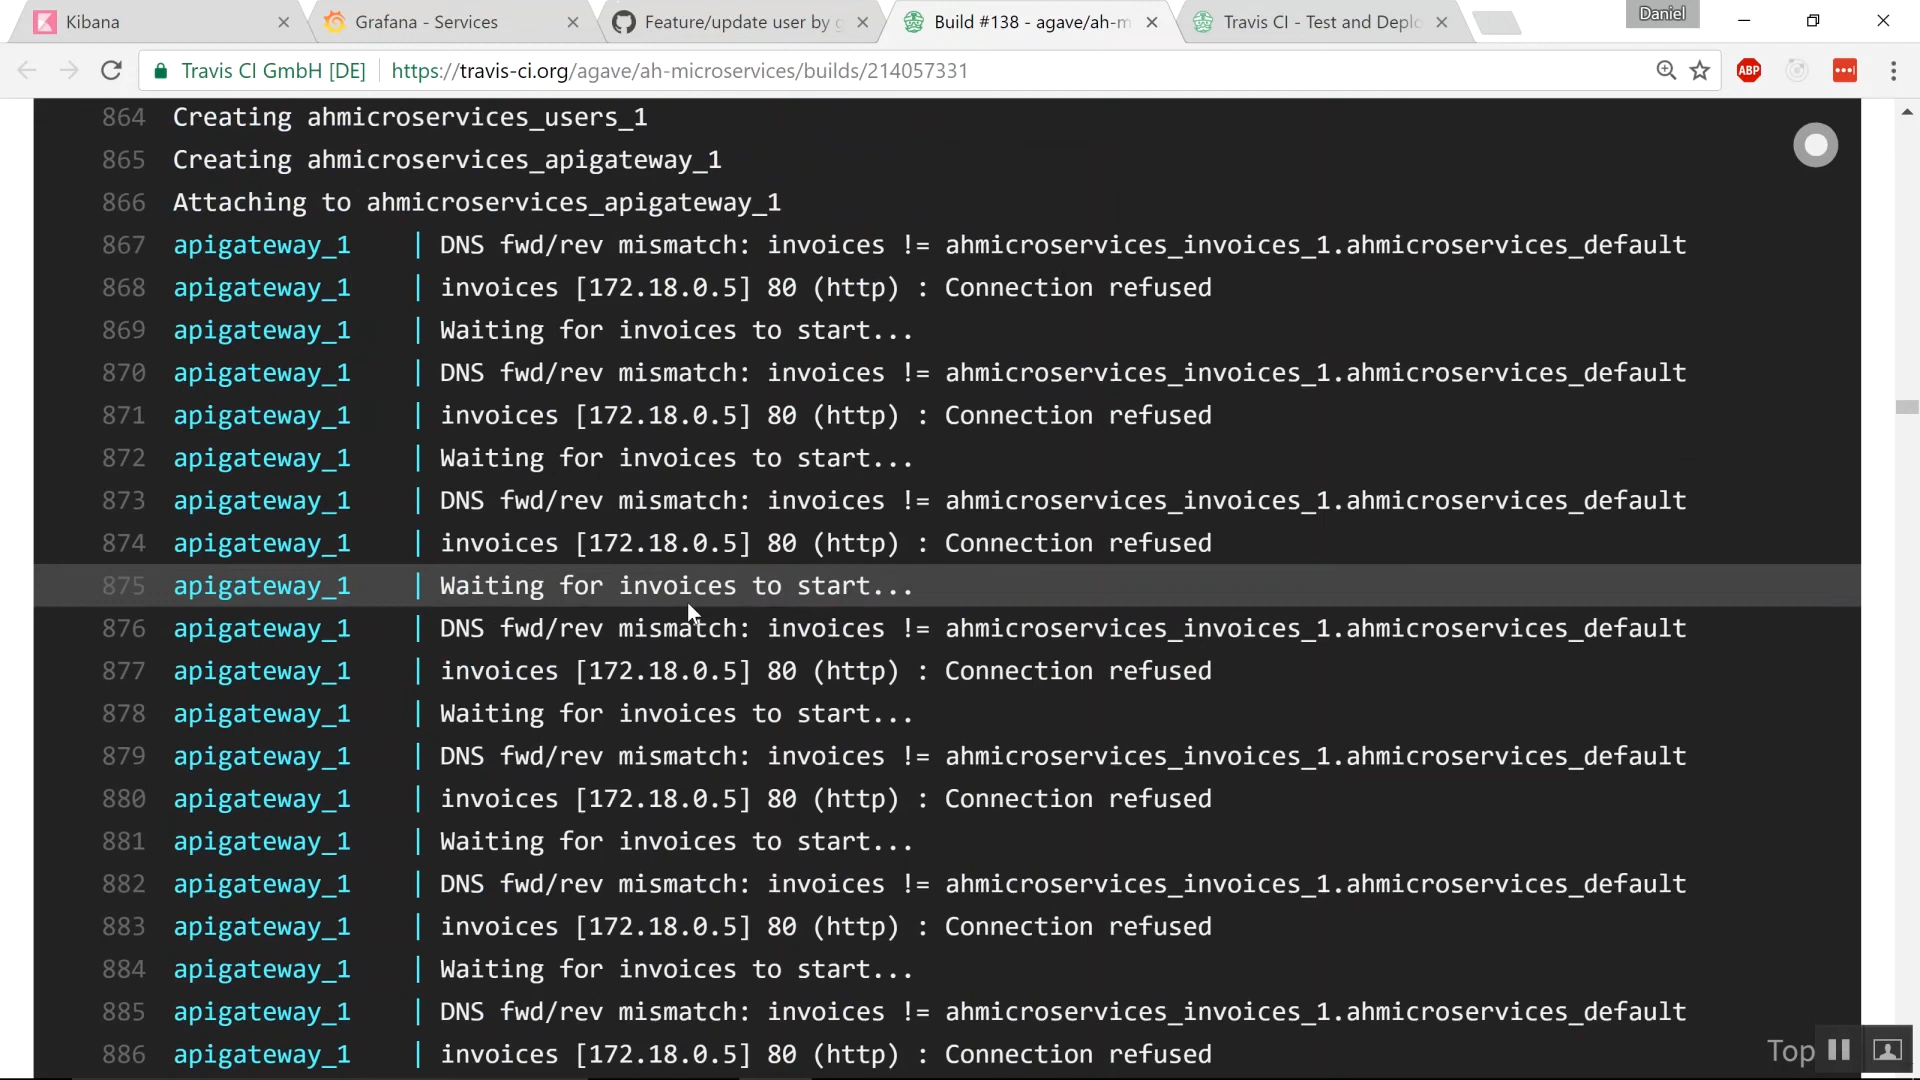 Kibana
Grafana - Services
Feature/update user by g
Build #138 - agave/ah-m
Travis CI - Test and Deplo
Daniel
Travis CI GmbH [DE]
https://travis-ci.org/agave/ah-microservices/builds/214057331
ABP
864 Creating ahmicroservices_users_1
865 Creating ahmicroservices_apigateway_1
866 Attaching to ahmicroservices_apigateway_1
867 apigateway_1 | DNS fwd/rev mismatch: invoices != ahmicroservices_invoices_1.ahmicroservices_default
868 apigateway_1 | invoices [172.18.0.5] 80 (http) : Connection refused
869 apigateway_1 | Waiting for invoices to start...
870 apigateway_1 | DNS fwd/rev mismatch: invoices != ahmicroservices_invoices_1.ahmicroservices_default
871 apigateway_1 | invoices [172.18.0.5] 80 (http) : Connection refused
872 apigateway_1 | Waiting for invoices to start...
873 apigateway_1 | DNS fwd/rev mismatch: invoices != ahmicroservices_invoices_1.ahmicroservices_default
874 apigateway_1 | invoices [172.18.0.5] 80 (http) : Connection refused
875 apigateway_1 | Waiting for invoices to start...
876 apigateway_1 | DNS fwd/rev mismatch: invoices != ahmicroservices_invoices_1.ahmicroservices_default
877 apigateway_1 | invoices [172.18.0.5] 80 (http) : Connection refused
878 apigateway_1 | Waiting for invoices to start...
879 apigateway_1 | DNS fwd/rev mismatch: invoices != ahmicroservices_invoices_1.ahmicroservices_default
880 apigateway_1 | invoices [172.18.0.5] 80 (http) : Connection refused
881 apigateway_1 | Waiting for invoices to start...
882 apigateway_1 | DNS fwd/rev mismatch: invoices != ahmicroservices_invoices_1.ahmicroservices_default
883 apigateway_1 | invoices [172.18.0.5] 80 (http) : Connection refused
884 apigateway_1 | Waiting for invoices to start...
885 apigateway_1 | DNS fwd/rev mismatch: invoices != ahmicroservices_invoices_1.ahmicroservices_default
886 apigateway_1 | invoices [172.18.0.5] 80 (http) : Connection refused
Top